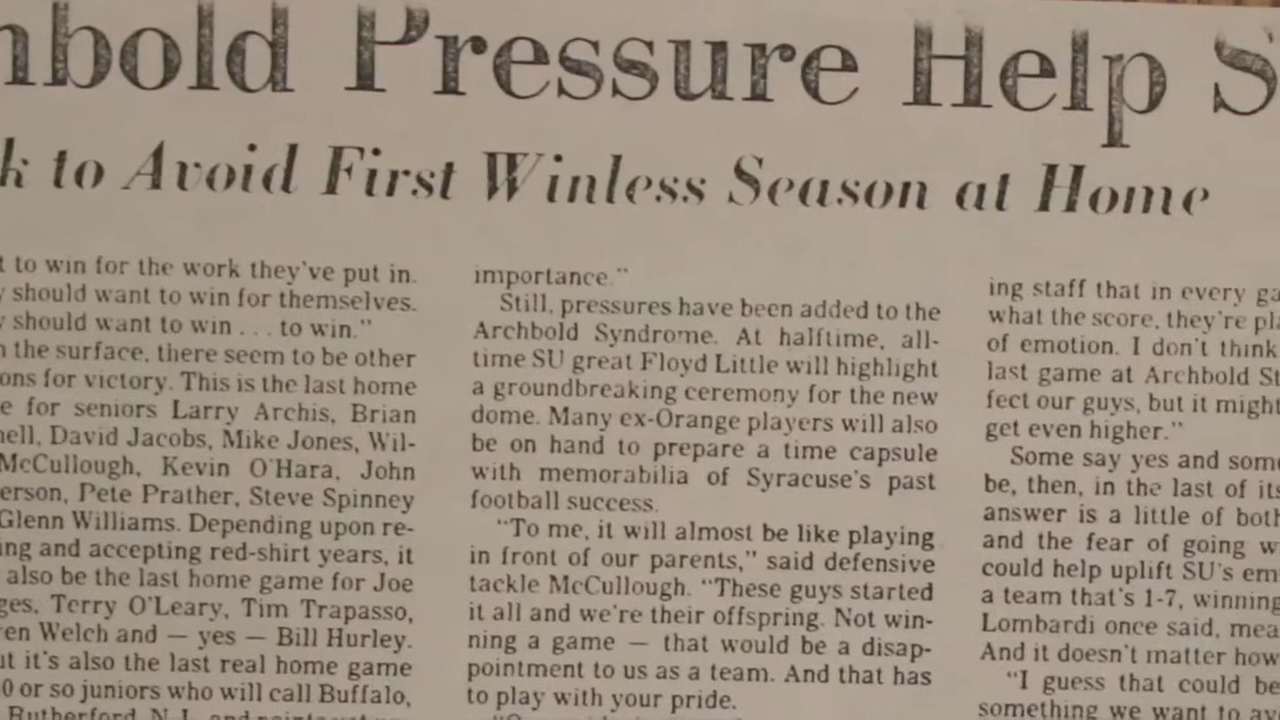 hbold Pressure Help S
k to Avoid First Winless Season at Home
t to win for the work they've put in.
y should want to win for themselves.
y should want to win . . . to win."
n the surface, there seem to be other
ons for victory. This is the last home
e for seniors Larry Archis, Brian
nell, David Jacobs, Mike Jones, Wil-
McCullough, Kevin O'Hara, John
erson, Pete Prather, Steve Spinney
Glenn Williams. Depending upon re-
ing and accepting red-shirt years, it
also be the last home game for Joe
ges, Terry O'Leary, Tim Trapasso,
en Welch and — yes — Bill Hurley.
ut it's also the last real home game
0 or so juniors who will call Buffalo,
Rutherford, N.J. and
importance."
Still, pressures have been added to the
Archbold Syndrome. At halftime, all-
time SU great Floyd Little will highlight
a groundbreaking ceremony for the new
dome. Many ex-Orange players will also
be on hand to prepare a time capsule
with memorabilia of Syracuse's past
football success.
"To me, it will almost be like playing
in front of our parents," said defensive
tackle McCullough. "These guys started
it all and we're their offspring. Not win-
ning a game — that would be a disap-
pointment to us as a team. And that has
to play with your pride.
ing staff that in every ga
what the score, they're pla
of emotion. I don't think
last game at Archbold St
fect our guys, but it might
get even higher."
Some say yes and some
be, then, in the last of its
answer is a little of both
and the fear of going w
could help uplift SU's em
a team that's 1-7, winning
Lombardi once said, mea
And it doesn't matter how
"I guess that could be
something we want to av